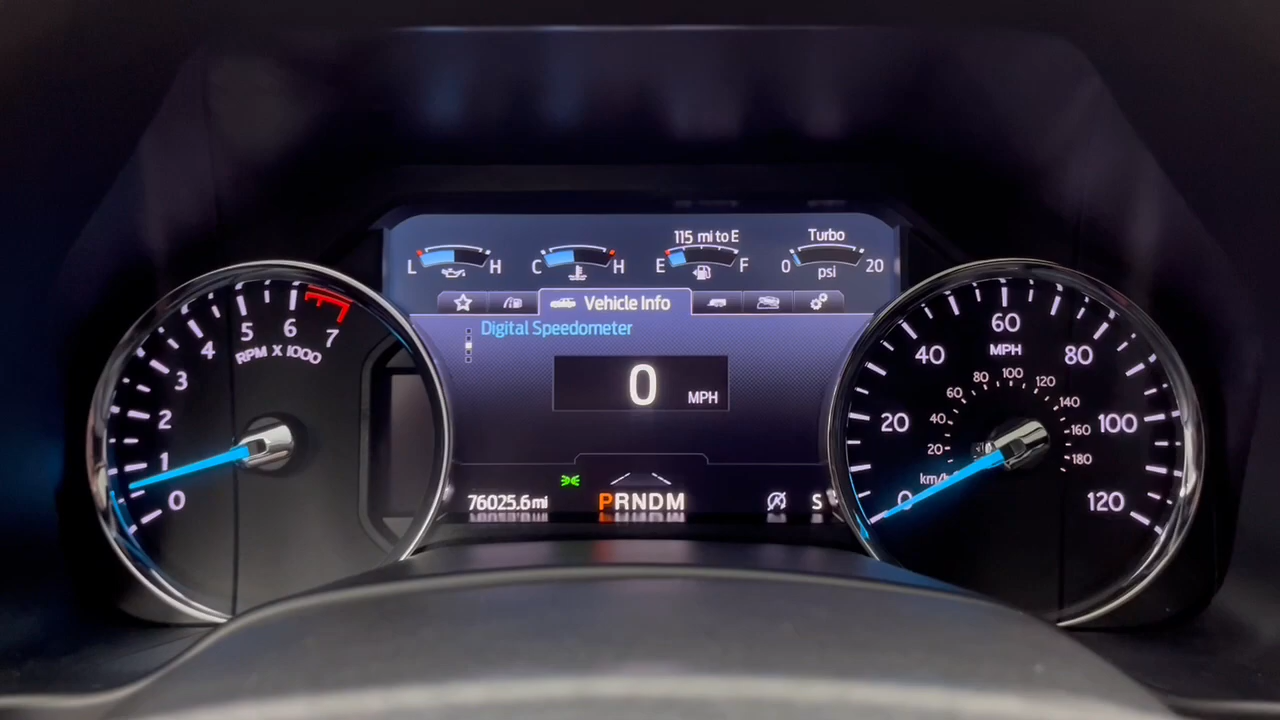 115 mi to E
Turbo
L H
C H
E F
0 psi 20
Vehicle Info
Digital Speedometer
0 MPH
76025.6 mi
PRNDM
S
0 1 2 3 4 5 6 7
RPM X 1000
0 20 40 60 80 100 120
MPH
20 40 60 80 100 120 140 160 180
km/h